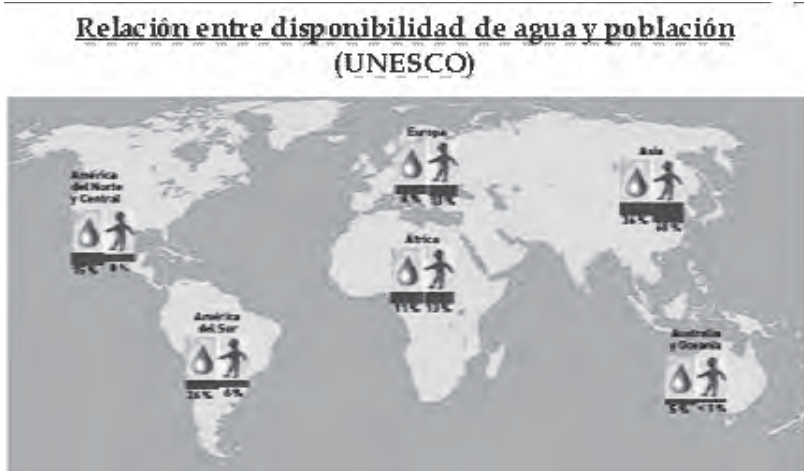 Relación entre disponibilidad de agua y población
(UNESCO)
Europa
8% 13%
Asia
36% 60%
América
del Norte
y Central
15% 8%
África
11% 13%
América
del Sur
26% 6%
Australia
y Oceanía
5% <1%